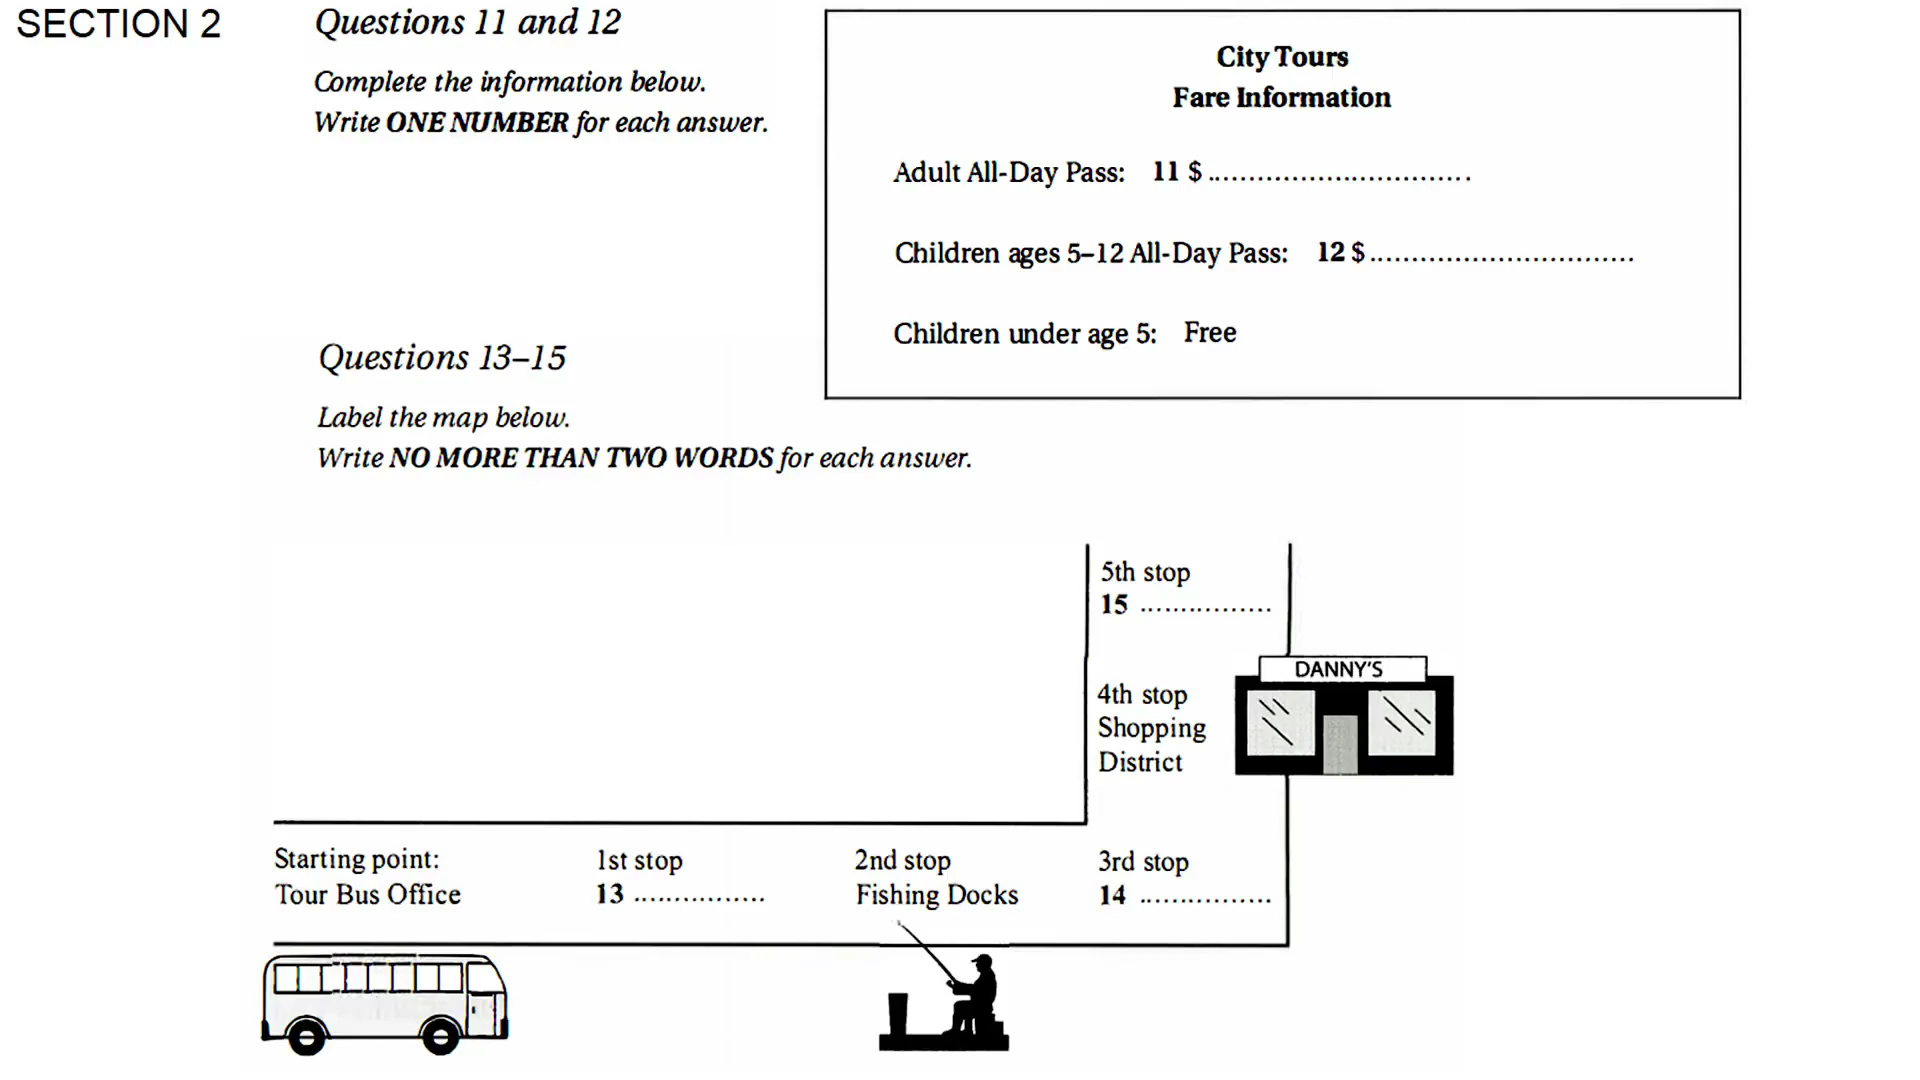 SECTION 2
Questions 11 and 12
Complete the information below.
Write ONE NUMBER for each answer.
City Tours
Fare Information
Adult All-Day Pass: 11 $ ................................
Children ages 5–12 All-Day Pass: 12 $ ................................
Children under age 5: Free
Questions 13–15
Label the map below.
Write NO MORE THAN TWO WORDS for each answer.
5th stop
15 ................
DANNY'S
4th stop
Shopping
District
Starting point:
Tour Bus Office
1st stop
13 ................
2nd stop
Fishing Docks
3rd stop
14 ................